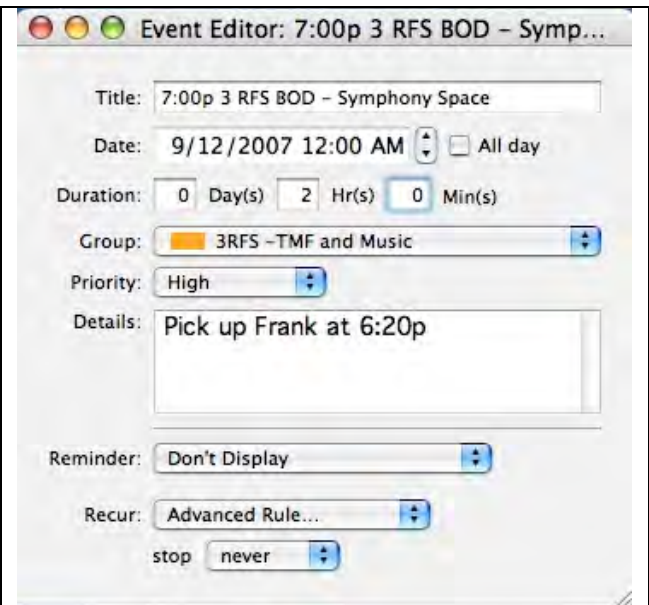 Event Editor: 7:00p 3 RFS BOD – Symp...
Title: 7:00p 3 RFS BOD – Symphony Space
Date: 9/12/2007 12:00 AM All day
Duration: 0 Day(s) 2 Hr(s) 0 Min(s)
Group: 3RFS –TMF and Music
Priority: High
Details: Pick up Frank at 6:20p
Reminder: Don't Display
Recur: Advanced Rule...
stop never